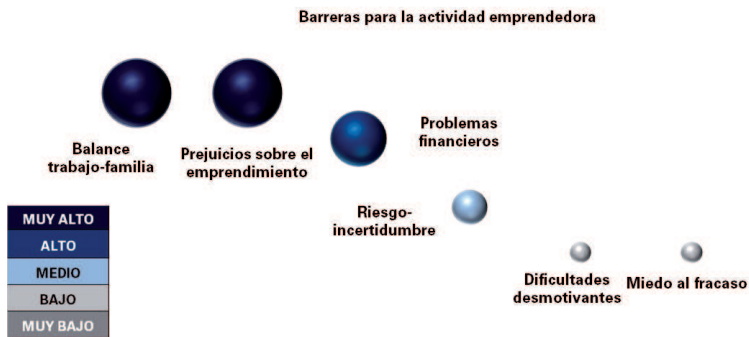 Barreras para la actividad emprendedora
Balance
trabajo-familia
Prejuicios sobre el
emprendimiento
Problemas
financieros
Riesgo-
incertidumbre
Dificultades
desmotivantes
Miedo al fracaso
MUY ALTO
ALTO
MEDIO
BAJO
MUY BAJO